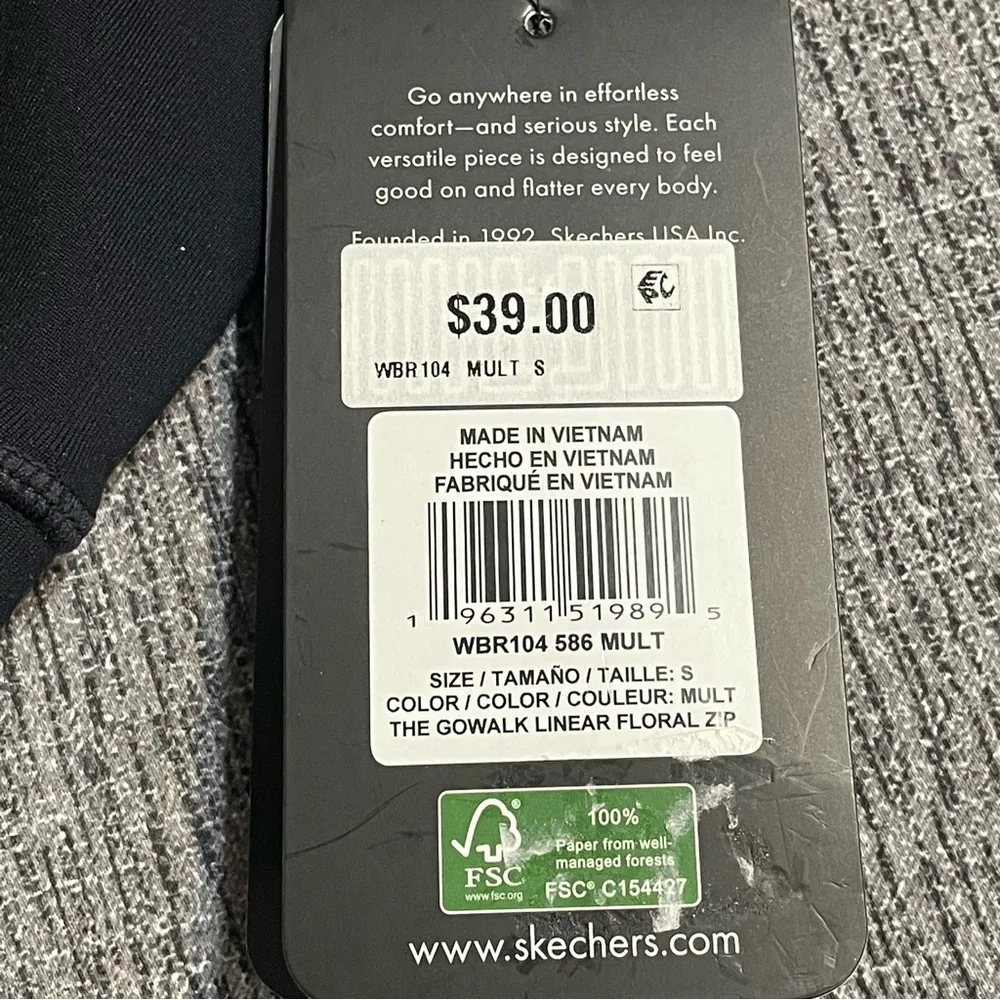 Go anywhere in effortless
comfort—and serious style. Each
versatile piece is designed to feel
good on and flatter every body.
Founded in 1992, Skechers USA Inc.
$39.00
WBR104 MULT S
MADE IN VIETNAM
HECHO EN VIETNAM
FABRIQUÉ EN VIETNAM
1 96311 51989 5
WBR104 586 MULT
SIZE / TAMAÑO / TAILLE: S
COLOR / COLOR / COULEUR: MULT
THE GOWALK LINEAR FLORAL ZIP
100%
Paper from well-
managed forests
FSC® C154427
®
FSC
www.fsc.org
www.skechers.com